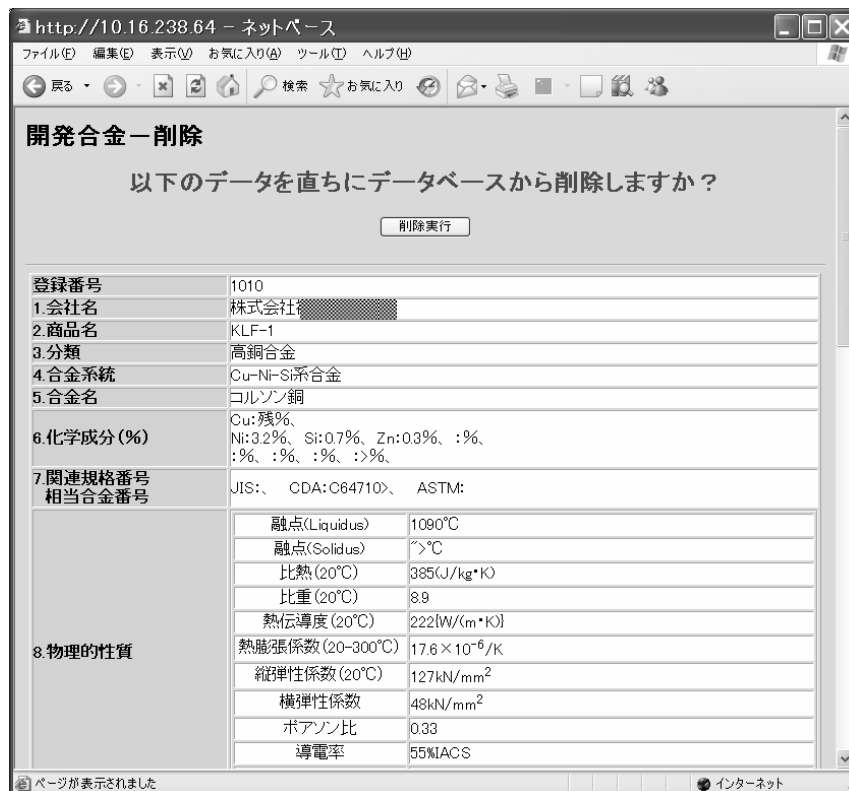 http://10.16.238.64 - ネットベース
ファイル(F) 編集(E) 表示(V) お気に入り(A) ツール(T) ヘルプ(H)
戻る 検索 お気に入り
開発合金－削除
以下のデータを直ちにデータベースから削除しますか？
削除実行
登録番号 1010
1.会社名 株式会社
2.商品名 KLF-1
3.分類 高銅合金
4.合金系統 Cu-Ni-Si系合金
5.合金名 コルソン銅
6.化学成分(%) Cu:残%、
Ni:3.2%、 Si:0.7%、 Zn:0.3%、 :%、
:%、 :%、 :%、 :>%、
7.関連規格番号
相当合金番号 JIS:、 CDA:C64710>、 ASTM:
8.物理的性質
融点(Liquidus) 1090℃
融点(Solidus) ~>℃
比熱(20℃) 385(J/kg・K)
比重(20℃) 8.9
熱伝導度(20℃) 222{W/(m・K)}
熱膨張係数(20-300℃) 17.6×10⁻⁶/K
縦弾性係数(20℃) 127kN/mm²
横弾性係数 48kN/mm²
ポアソン比 0.33
導電率 55%IACS
ページが表示されました インターネット